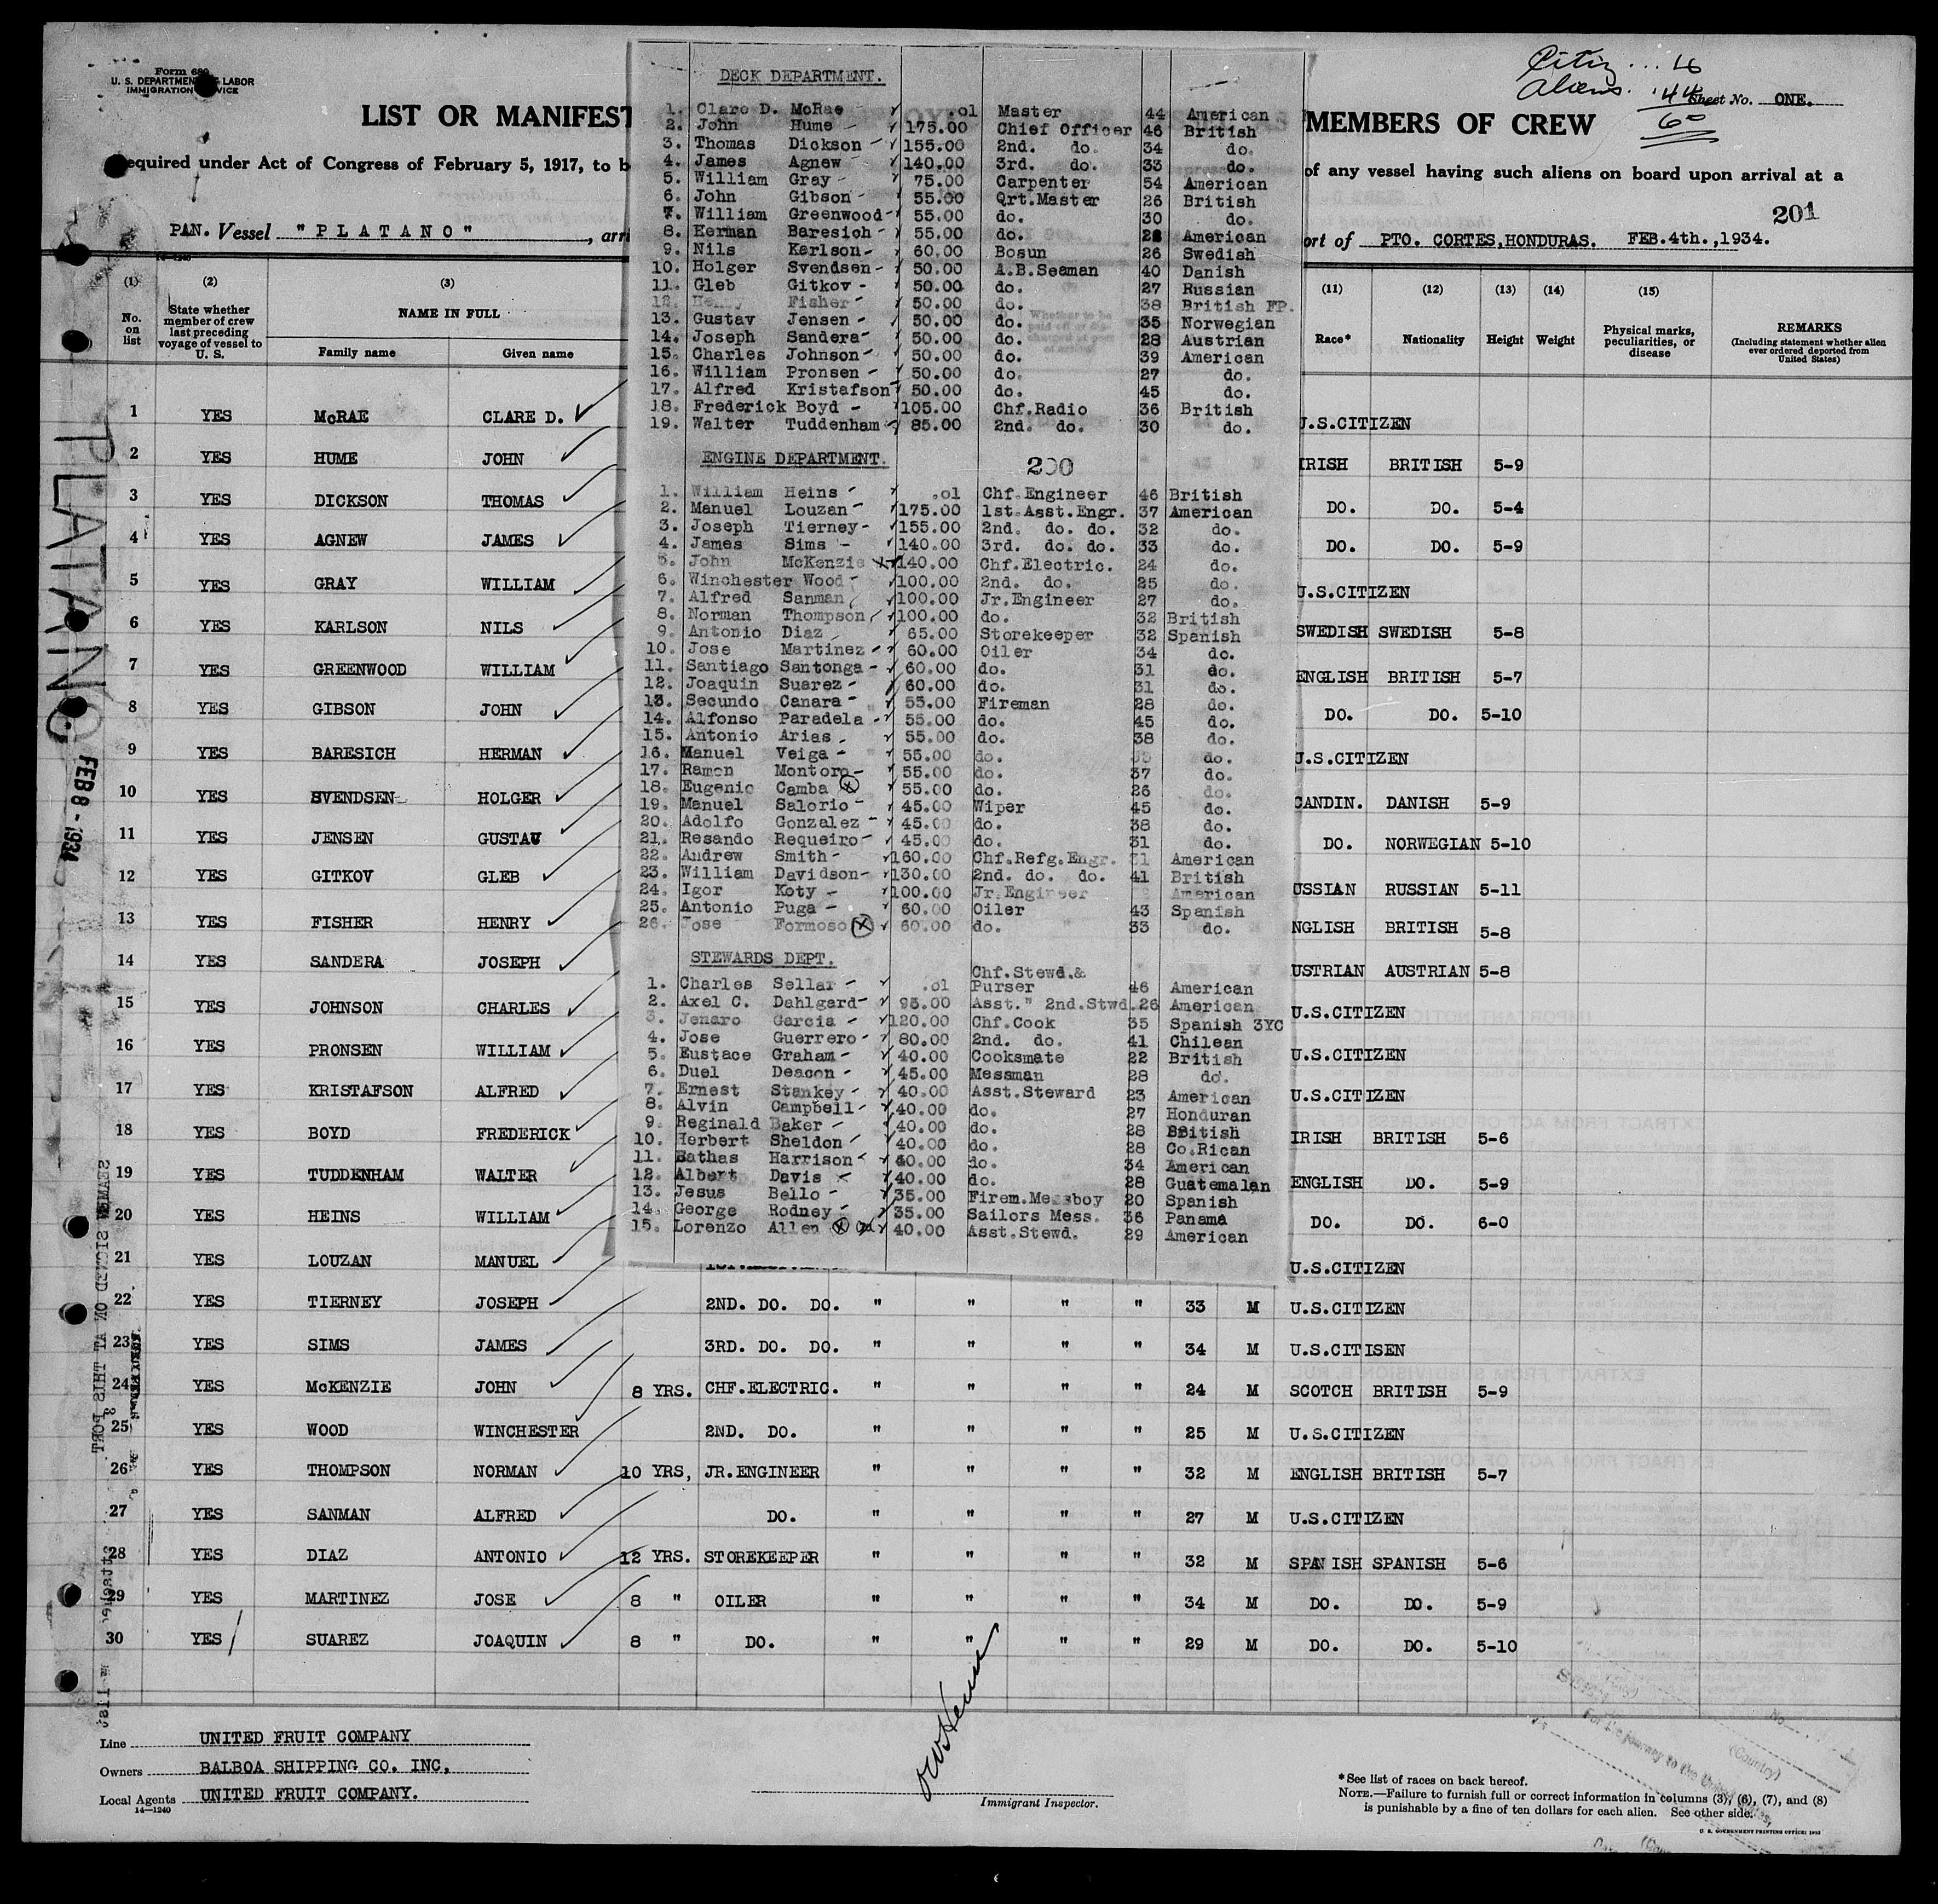 Form 680
U. S. DEPARTMENT OF LABOR
IMMIGRATION SERVICE
Citiz ... 16
Aliens. 44
60
Sheet No. ONE.
LIST OR MANIFEST
MEMBERS OF CREW
equired under Act of Congress of February 5, 1917, to b
of any vessel having such aliens on board upon arrival at a
201
PAN. Vessel "PLATANO", arri
ort of PTO. CORTES, HONDURAS. FEB. 4th., 1934.
DECK DEPARTMENT.
1. Clare D. McRae .01 Master 44 American
2. John Hume 175.00 Chief Officer 46 British
3. Thomas Dickson 155.00 2nd. do. 34 do.
4. James Agnew 140.00 3rd. do. 33 do.
5. William Gray 75.00 Carpenter 54 American
6. John Gibson 55.00 Qrt.Master 26 British
7. William Greenwood 55.00 do. 30 do.
8. Herman Baresich 55.00 do. 28 American
9. Nils Karlson 60.00 Bosun 26 Swedish
10. Holger Svendsen 50.00 A.B.Seaman 40 Danish
11. Gleb Gitkov 50.00 do. 27 Russian
12. Henry Fisher 50.00 do. 38 British FP.
13. Gustav Jensen 50.00 do. 35 Norwegian
14. Joseph Sandera 50.00 do. 28 Austrian
15. Charles Johnson 50.00 do. 39 American
16. William Pronsen 50.00 do. 27 do.
17. Alfred Kristafson 50.00 do. 45 do.
18. Frederick Boyd 105.00 Chf.Radio 36 British
19. Walter Tuddenham 85.00 2nd. do. 30 do.
ENGINE DEPARTMENT. 200
1. William Heins .01 Chf.Engineer 46 British
2. Manuel Louzan 175.00 1st.Asst.Engr. 37 American
3. Joseph Tierney 155.00 2nd. do. do. 32 do.
4. James Sims 140.00 3rd. do. do. 33 do.
5. John McKenzie 140.00 Chf.Electric. 24 do.
6. Winchester Wood 100.00 2nd. do. 25 do.
7. Alfred Sanman 100.00 Jr.Engineer 27 do.
8. Norman Thompson 100.00 do. 32 British
9. Antonio Diaz 65.00 Storekeeper 32 Spanish
10. Jose Martinez 60.00 Oiler 34 do.
11. Santiago Santonga 60.00 do. 31 do.
12. Joaquin Suarez 60.00 do. 31 do.
13. Secundo Canara 55.00 Fireman 28 do.
14. Alfonso Paradela 55.00 do. 45 do.
15. Antonio Arias 55.00 do. 38 do.
16. Manuel Veiga 55.00 do. do.
17. Ramon Montoro 55.00 do. 37 do.
18. Eugenio Camba 55.00 do. 26 do.
19. Manuel Salorio 45.00 Wiper 45 do.
20. Adolfo Gonzalez 45.00 do. 38 do.
21. Resando Requeiro 45.00 do. 31 do.
22. Andrew Smith 160.00 Chf.Refg.Engr. 31 American
23. William Davidson 130.00 2nd. do. do. 41 British
24. Igor Koty 100.00 Jr.Engineer American
25. Antonio Puga 60.00 Oiler 43 Spanish
26. Jose Formoso 60.00 do. 33 do.
STEWARDS DEPT.
Chf.Stewd.&
1. Charles Sellar .01 Purser 46 American
2. Axel C. Dahlgard 95.00 Asst." 2nd.Stwd. 26 American
3. Jenaro Garcia 120.00 Chf.Cook 35 Spanish 3YC
4. Jose Guerrero 80.00 2nd. do. 41 Chilean
5. Eustace Graham 40.00 Cooksmate 22 British
6. Duel Deacon 45.00 Messman 28 do.
7. Ernest Stankey 40.00 Asst.Steward 23 American
8. Alvin Campbell 40.00 do. 27 Honduran
9. Reginald Baker 40.00 do. 28 British
10. Herbert Sheldon 40.00 do. 28 Co.Rican
11. Bathas Harrison 40.00 do. 34 American
12. Albert Davis 40.00 do. 28 Guatemalan
13. Jesus Bello 35.00 Firem.Messboy 20 Spanish
14. George Rodney 35.00 Sailors Mess. 36 Panama
15. Lorenzo Allen 40.00 Asst.Stewd. 29 American
(1) (2) (3) (11) (12) (13) (14) (15)
No. on list
State whether member of crew last preceding voyage of vessel to U. S.
NAME IN FULL
Family name Given name
Race* Nationality Height Weight
Physical marks, peculiarities, or disease
REMARKS
(Including statement whether alien ever ordered deported from United States)
1 YES McRAE CLARE D. U.S.CITIZEN
2 YES HUME JOHN IRISH BRITISH 5-9
3 YES DICKSON THOMAS DO. DO. 5-4
4 YES AGNEW JAMES DO. DO. 5-9
5 YES GRAY WILLIAM U.S.CITIZEN
6 YES KARLSON NILS SWEDISH SWEDISH 5-8
7 YES GREENWOOD WILLIAM ENGLISH BRITISH 5-7
8 YES GIBSON JOHN DO. DO. 5-10
9 YES BARESICH HERMAN U.S.CITIZEN
10 YES SVENDSEN HOLGER CANDIN. DANISH 5-9
11 YES JENSEN GUSTAV DO. NORWEGIAN 5-10
12 YES GITKOV GLEB USSIAN RUSSIAN 5-11
13 YES FISHER HENRY NGLISH BRITISH 5-8
14 YES SANDERA JOSEPH USTRIAN AUSTRIAN 5-8
15 YES JOHNSON CHARLES U.S.CITIZEN
16 YES PRONSEN WILLIAM U.S.CITIZEN
17 YES KRISTAFSON ALFRED U.S.CITIZEN
18 YES BOYD FREDERICK IRISH BRITISH 5-6
19 YES TUDDENHAM WALTER ENGLISH DO. 5-9
20 YES HEINS WILLIAM DO. DO. 6-0
21 YES LOUZAN MANUEL U.S.CITIZEN
22 YES TIERNEY JOSEPH 2ND. DO. DO. " " " " 33 M U.S.CITIZEN
23 YES SIMS JAMES 3RD. DO. DO. " " " " 34 M U.S.CITISEN
24 YES McKENZIE JOHN 8 YRS. CHF.ELECTRIC. " " " " 24 M SCOTCH BRITISH 5-9
25 YES WOOD WINCHESTER 2ND. DO. " " " " 25 M U.S.CITIZEN
26 YES THOMPSON NORMAN 10 YRS, JR.ENGINEER " " " " 32 M ENGLISH BRITISH 5-7
27 YES SANMAN ALFRED DO. " " " " 27 M U.S.CITIZEN
28 YES DIAZ ANTONIO 12 YRS. STOREKEEPER " " " " 32 M SPANISH SPANISH 5-6
29 YES MARTINEZ JOSE 8 " OILER " " " " 34 M DO. DO. 5-9
30 YES SUAREZ JOAQUIN 8 " DO. " " " " 29 M DO. DO. 5-10
PLATANO
FEB 8 - 1934
SEAMEN SIGNED ON AT THIS PORT
Line UNITED FRUIT COMPANY
Owners BALBOA SHIPPING CO. INC,
Local Agents UNITED FRUIT COMPANY.
14—1240
Immigrant Inspector.
*See list of races on back hereof.
NOTE.—Failure to furnish full or correct information in columns (3), (6), (7), and (8)
is punishable by a fine of ten dollars for each alien. See other side.
U. S. GOVERNMENT PRINTING OFFICE: 1932
(Country)
For the journey to the United States,